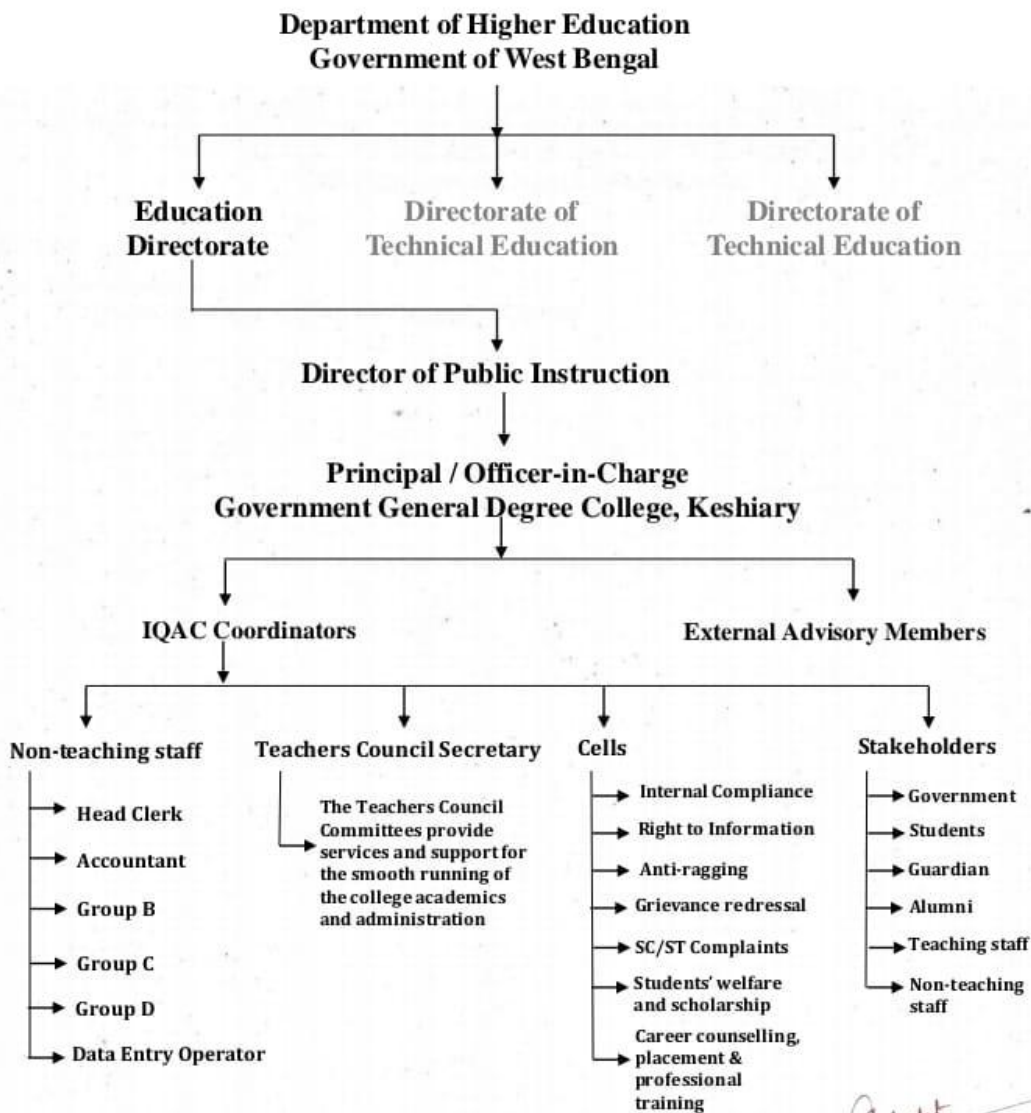 Department of Higher Education
Government of West Bengal
Education
Directorate
Directorate of
Technical Education
Directorate of
Technical Education
Director of Public Instruction
Principal / Officer-in-Charge
Government General Degree College, Keshiary
IQAC Coordinators
External Advisory Members
Non-teaching staff
Head Clerk
Accountant
Group B
Group C
Group D
Data Entry Operator
Teachers Council Secretary
The Teachers Council
Committees provide
services and support for
the smooth running of
the college academics
and administration
Cells
Internal Compliance
Right to Information
Anti-ragging
Grievance redressal
SC/ST Complaints
Students' welfare
and scholarship
Career counselling,
placement &
professional
training
Stakeholders
Government
Students
Guardian
Alumni
Teaching staff
Non-teaching
staff